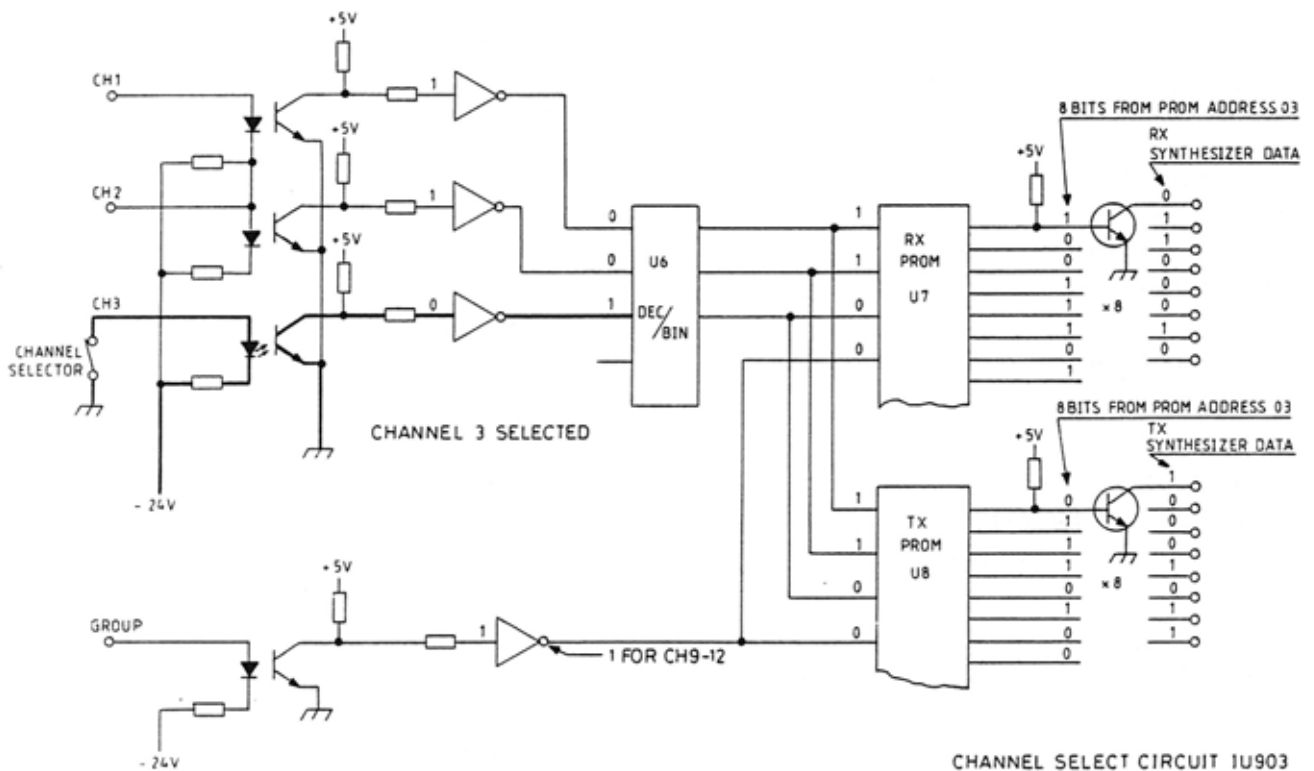 +5V
CH1
1
8 BITS FROM PROM ADDRESS 03
+5V
RX
SYNTHESIZER DATA
+5V
CH2
1
+5V
0
1
1
0
1
0
1
U6
RX
PROM
U7
1
0
0
0
0
1
1
0
CH3
0
1
DEC/BIN
0
0
1
1
1
0
1
x 8
0
0
1
0
CHANNEL
SELECTOR
CHANNEL 3 SELECTED
8 BITS FROM PROM ADDRESS 03
+5V
TX
SYNTHESIZER DATA
- 24V
1
1
0
0
TX
PROM
U8
0
1
1
1
0
1
0
0
x 8
1
0
0
0
1
0
1
1
+5V
GROUP
1
1 FOR CH9-12
- 24V
CHANNEL SELECT CIRCUIT 1U903